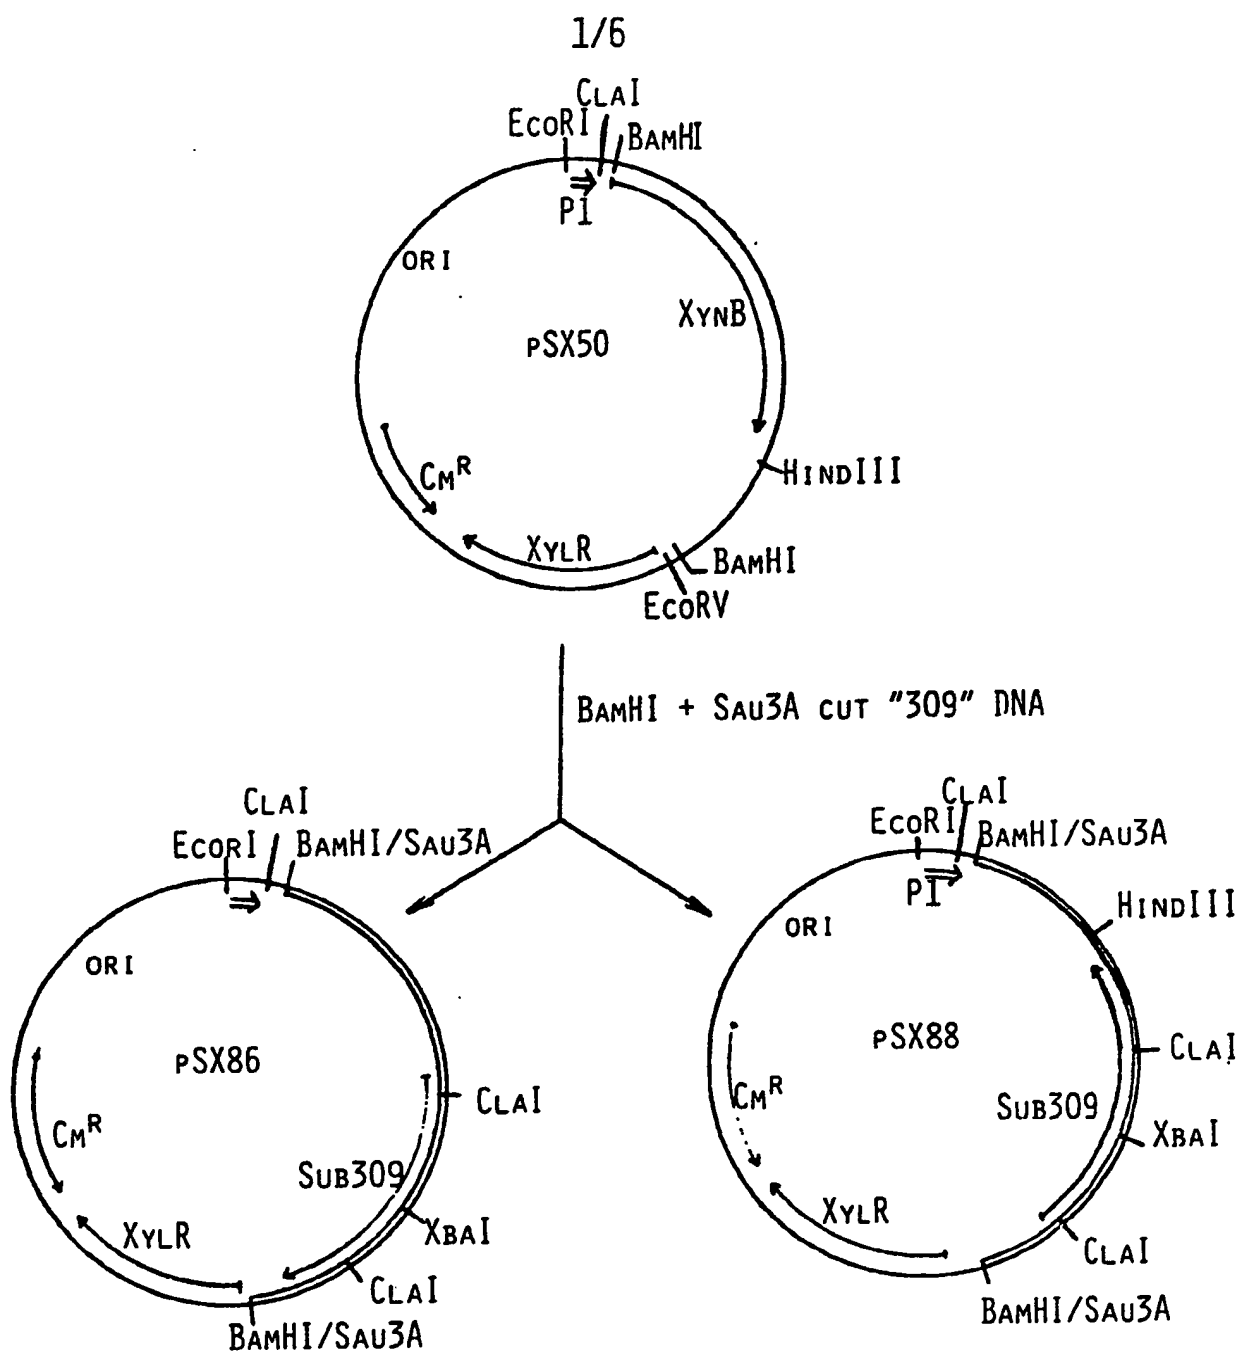 1/6
ClaI
EcoRI
BamHI
P1
ORI
XynB
pSX50
CmR
HindIII
XylR
BamHI
EcoRV
BamHI + Sau3A cut "309" DNA
ClaI
EcoRI
BamHI/Sau3A
ORI
pSX86
ClaI
CmR
Sub309
XylR
XbaI
ClaI
BamHI/Sau3A
ClaI
EcoRI
BamHI/Sau3A
PI
HindIII
ORI
pSX88
ClaI
CmR
Sub309
XbaI
XylR
ClaI
BamHI/Sau3A